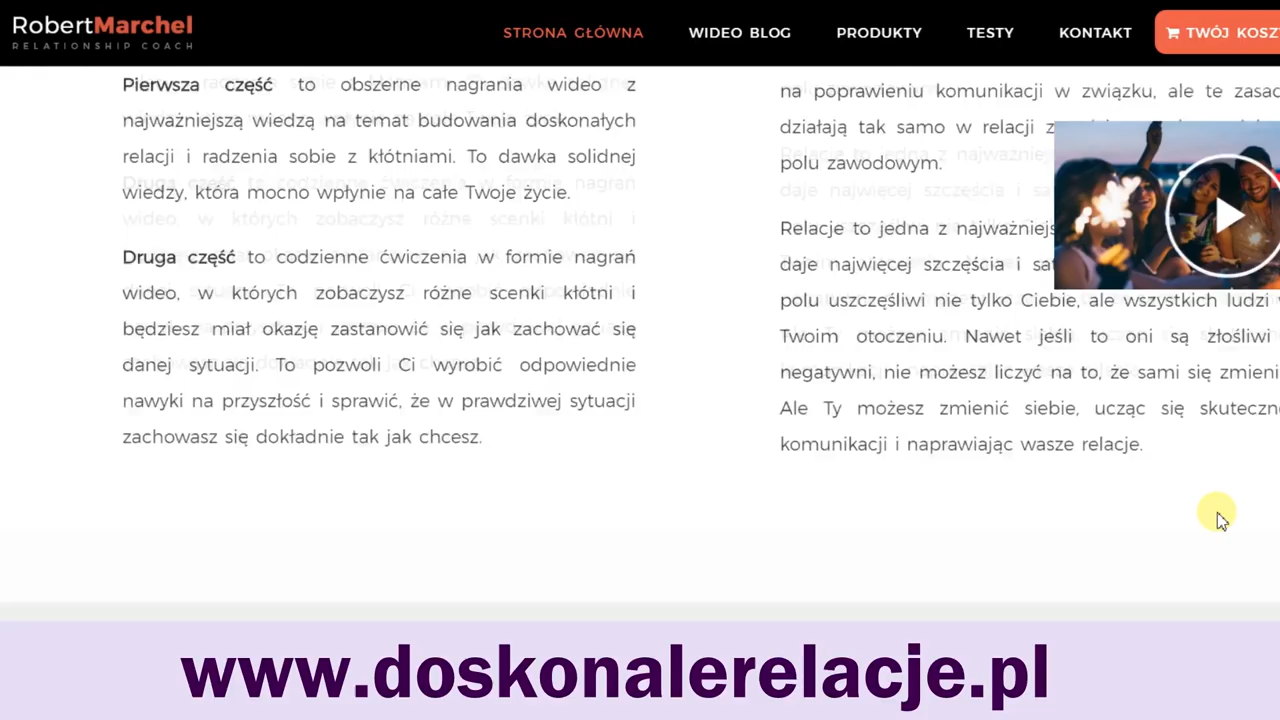 RobertMarchel
RELATIONSHIP COACH
STRONA GŁÓWNA
WIDEO BLOG
PRODUKTY
TESTY
KONTAKT
TWÓJ
Pierwsza część to obszerne nagrania wideo z
najważniejszą wiedzą na temat budowania doskonałych
relacji i radzenia sobie z kłótniami. To dawka solidnej
wiedzy, która mocno wpłynie na całe Twoje życie.
Druga część to codzienne ćwiczenia w formie nagrań
wideo, w których zobaczysz różne scenki kłótni i
będziesz miał okazję zastanowić się jak zachować się
danej sytuacji. To pozwoli Ci wyrobić odpowiednie
nawyki na przyszłość i sprawić, że w prawdziwej sytuacji
zachowasz się dokładnie tak jak chcesz.
na poprawieniu komunikacji w związku, ale te
działają tak samo w relacji z
polu zawodowym.
Relacje to jedna z
daje najwięcej szczęścia i
polu uszczęśliwi nie tylko Ciebie, ale wszystkich ludzi
Twoim otoczeniu. Nawet jeśli to oni są złośliwi
negatywni, nie możesz liczyć na to, że sami się
Ale Ty możesz zmienić siebie, ucząc się
komunikacji i naprawiając wasze relacje.
www.doskonalerelacje.pl